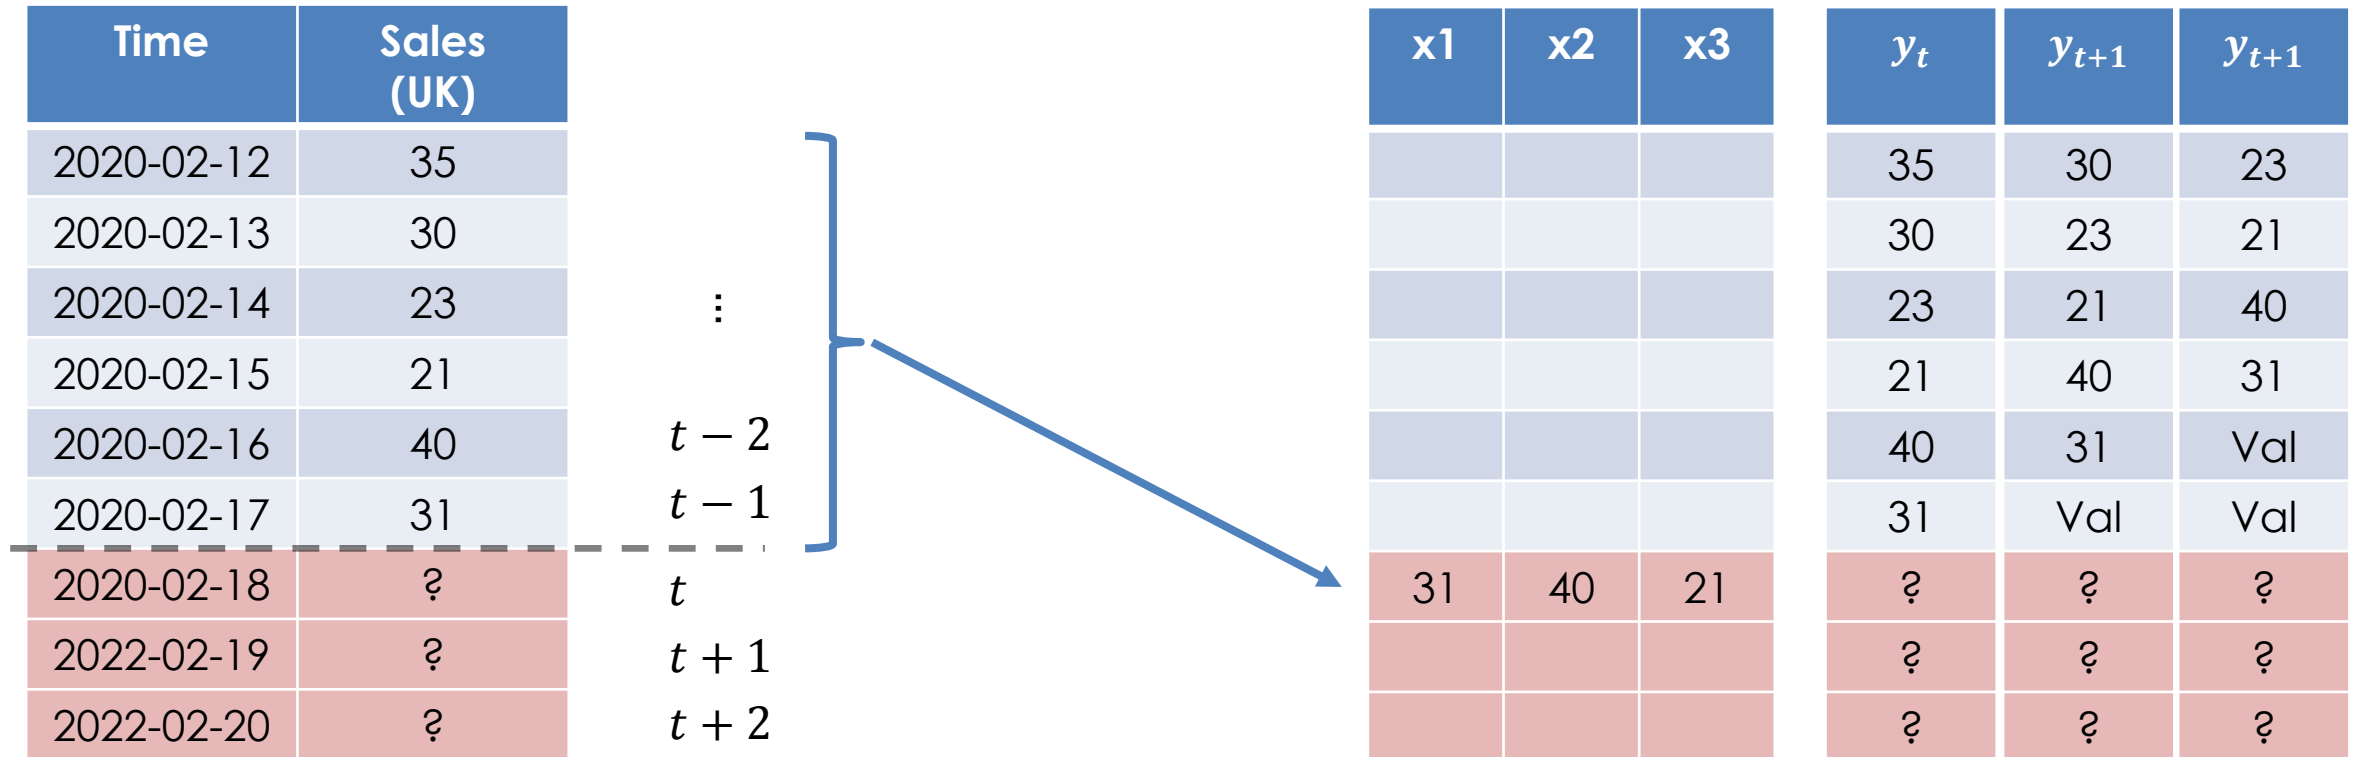 Time Sales (UK)
2020-02-12 35
2020-02-13 30
2020-02-14 23
2020-02-15 21
2020-02-16 40
2020-02-17 31
2020-02-18 ?
2022-02-19 ?
2022-02-20 ?
⋮
t − 2
t − 1
t
t + 1
t + 2
x1 x2 x3
31 40 21
y_t y_{t+1} y_{t+1}
35 30 23
30 23 21
23 21 40
21 40 31
40 31 Val
31 Val Val
? ? ?
? ? ?
? ? ?